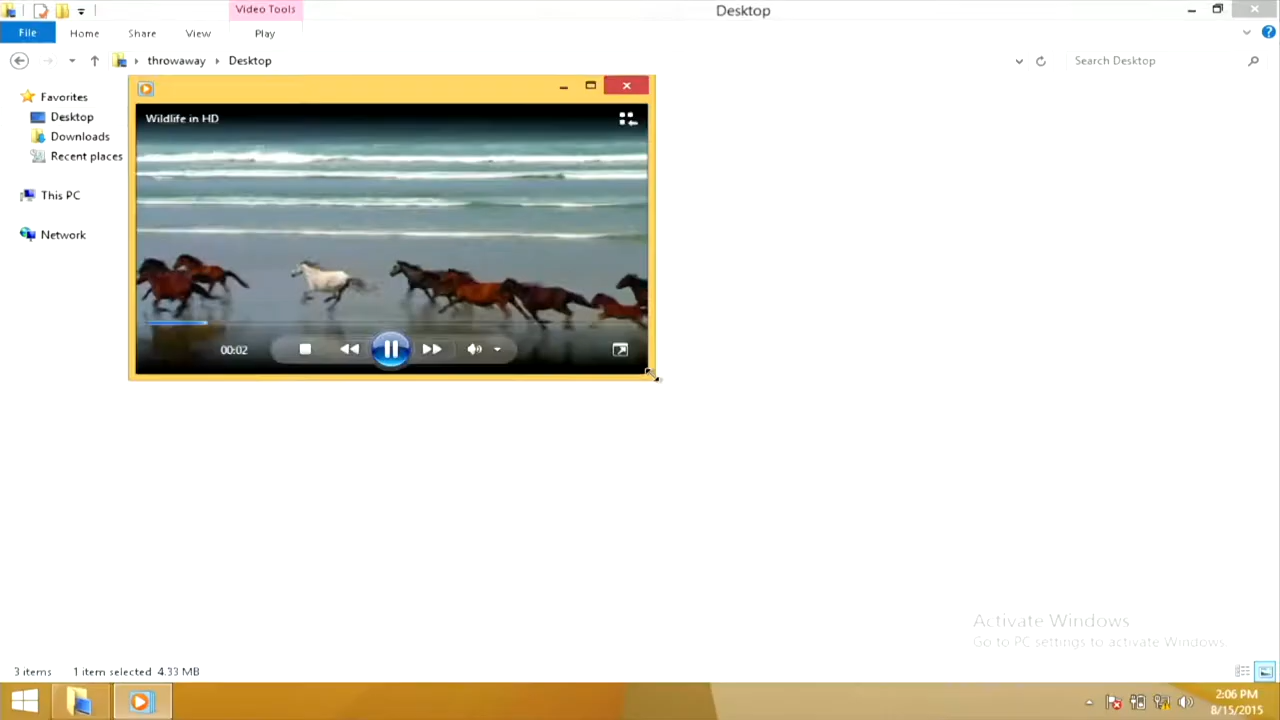 Video Tools
Desktop
File
Home
Share
View
Play
throwaway
Desktop
Search Desktop
Favorites
Desktop
Downloads
Recent places
This PC
Network
Wildlife in HD
00:02
Activate Windows
Go to PC settings to activate Windows.
3 items
1 item selected 4.33 MB
2:06 PM
8/15/2015